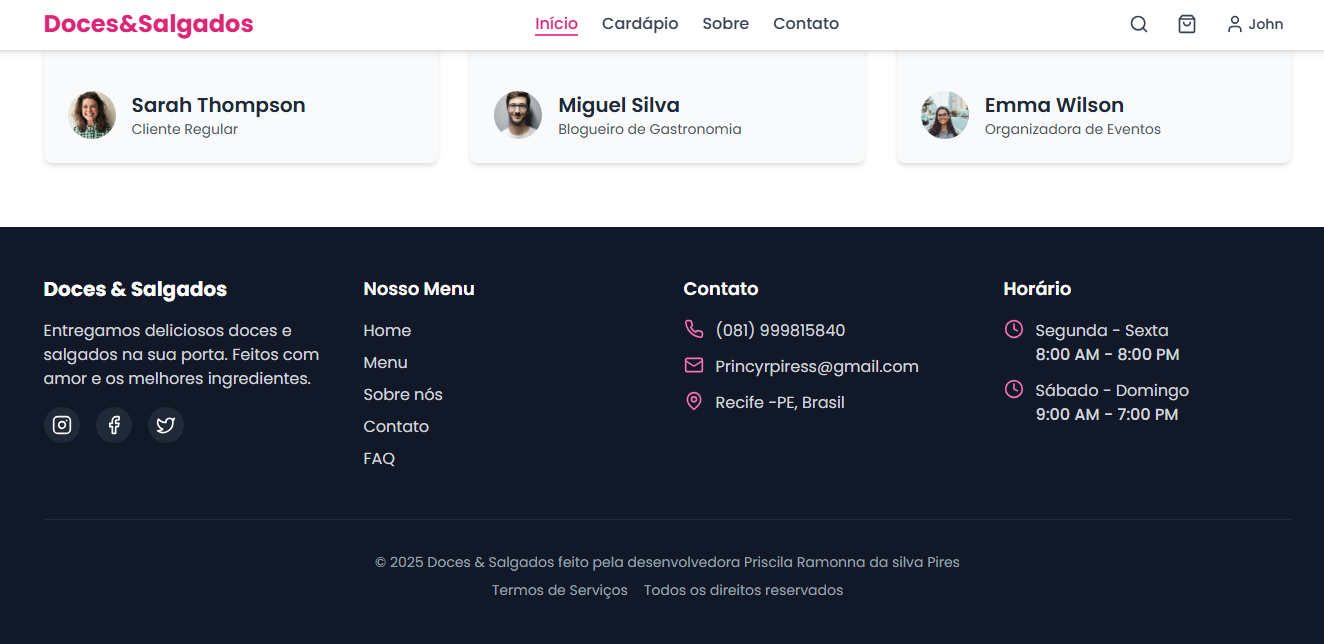 Doces&Salgados
Início
Cardápio
Sobre
Contato
John
Sarah Thompson
Cliente Regular
Miguel Silva
Blogueiro de Gastronomia
Emma Wilson
Organizadora de Eventos
Doces & Salgados
Entregamos deliciosos doces e
salgados na sua porta. Feitos com
amor e os melhores ingredientes.
Nosso Menu
Home
Menu
Sobre nós
Contato
FAQ
Contato
(081) 999815840
Princyrpiress@gmail.com
Recife -PE, Brasil
Horário
Segunda - Sexta
8:00 AM - 8:00 PM
Sábado - Domingo
9:00 AM - 7:00 PM
© 2025 Doces & Salgados feito pela desenvolvedora Priscila Ramonna da silva Pires
Termos de Serviços Todos os direitos reservados